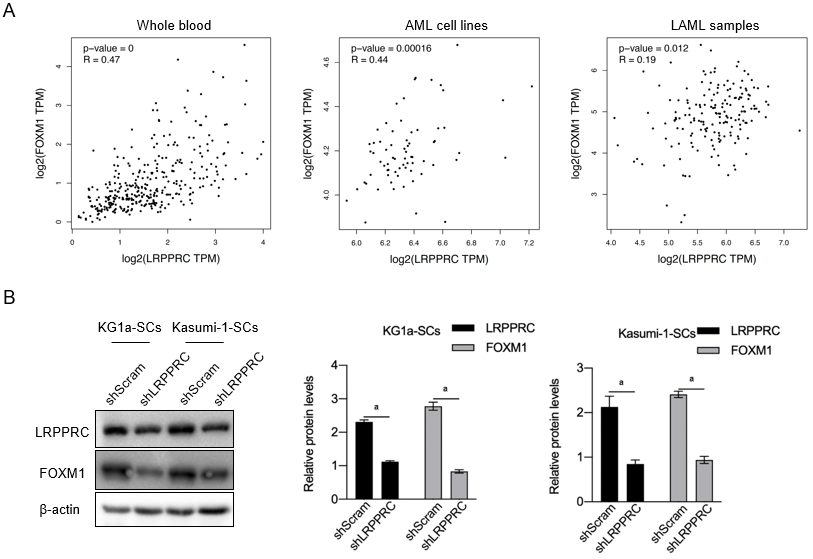 A
Whole blood
p-value = 0
R = 0.47
log2(FOXM1 TPM)
0
1
2
3
4
0
1
2
3
4
log2(LRPPRC TPM)
AML cell lines
p-value = 0.00016
R = 0.44
log2(FOXM1 TPM)
4.0
4.2
4.4
4.6
6.0
6.2
6.4
6.6
6.8
7.0
7.2
log2(LRPPRC TPM)
LAML samples
p-value = 0.012
R = 0.19
log2(FOXM1 TPM)
3
4
5
6
4.0
4.5
5.0
5.5
6.0
6.5
7.0
log2(LRPPRC TPM)
B
KG1a-SCs Kasumi-1-SCs
shScram
shLRPPRC
shScram
shLRPPRC
LRPPRC
FOXM1
β-actin
KG1a-SCs
LRPPRC
FOXM1
Relative protein levels
4
3
2
1
0
a
a
shScram
shLRPPRC
shScram
shLRPPRC
Kasumi-1-SCs
LRPPRC
FOXM1
Relative protein levels
3
2
1
0
a
a
shScram
shLRPPRC
shScram
shLRPPRC